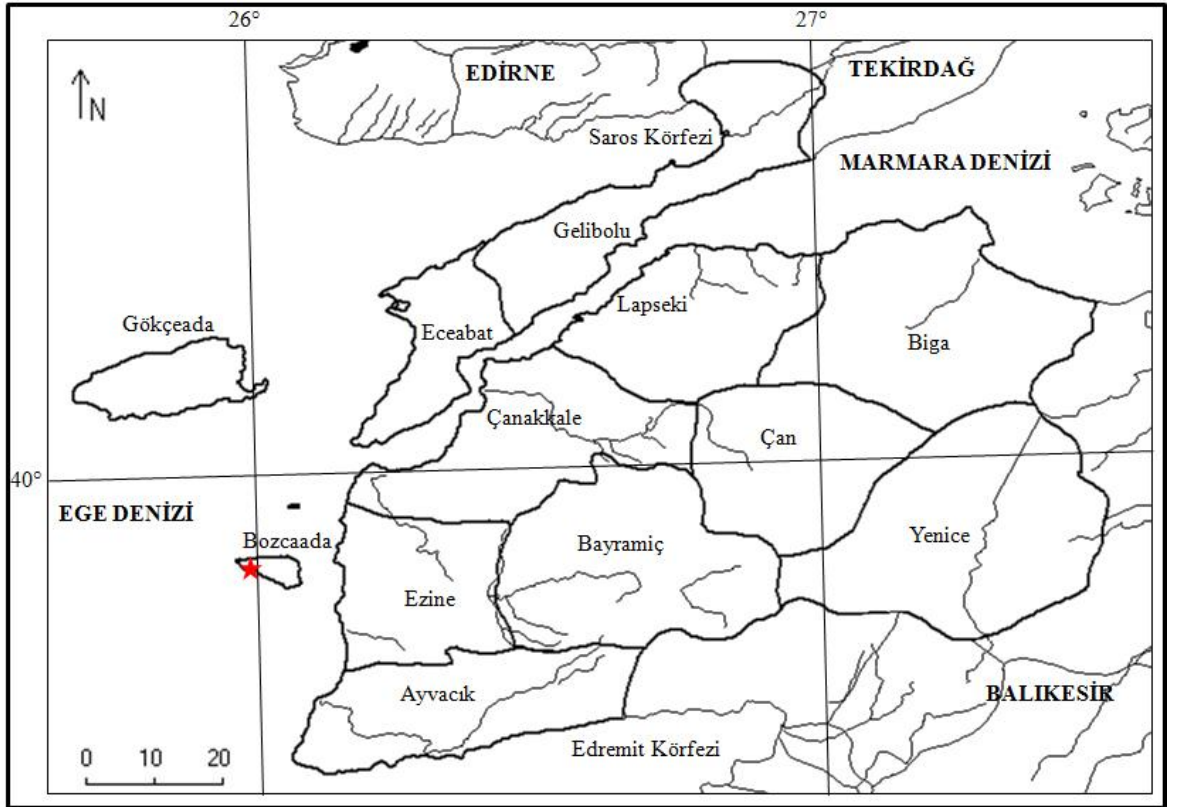 26°
27°
N
EDİRNE
TEKİRDAĞ
Saros Körfezi
MARMARA DENİZİ
Gelibolu
Lapseki
Gökçeada
Eceabat
Biga
Çanakkale
Çan
40°
EGE DENİZİ
Bozcaada
Bayramiç
Yenice
Ezine
Ayvacık
BALIKESİR
Edremit Körfezi
0 10 20